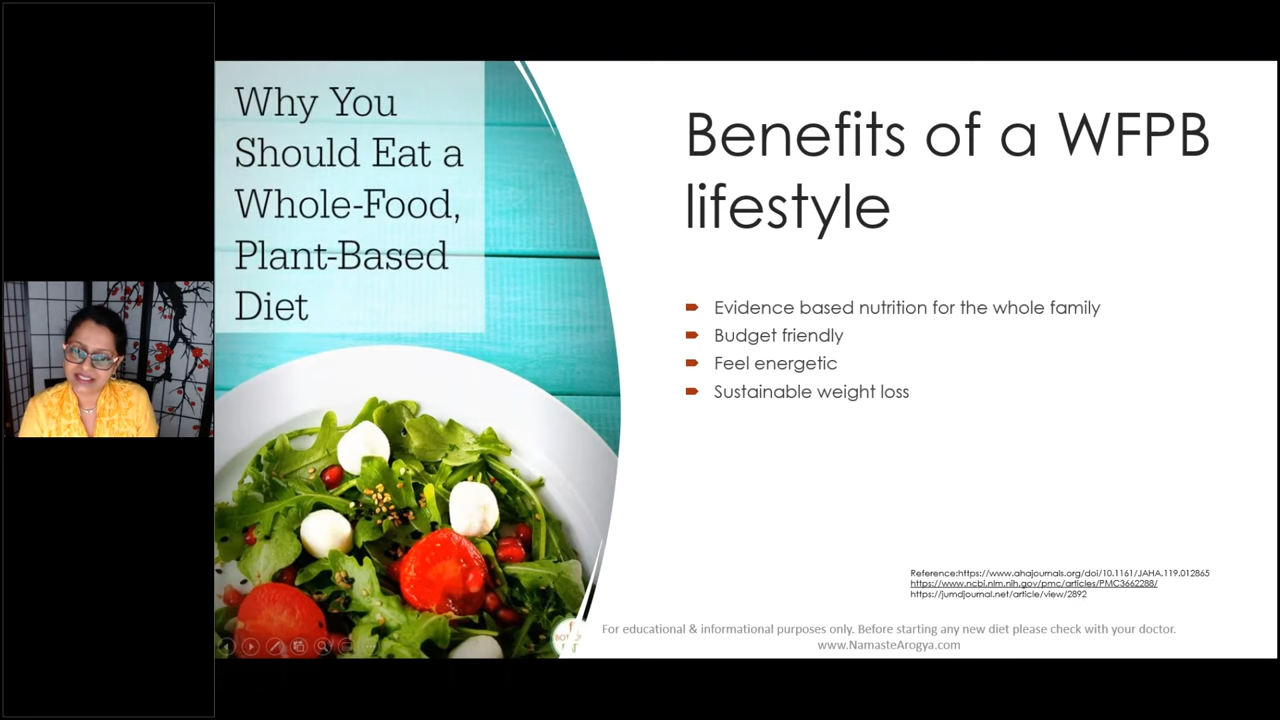 Why You
Should Eat a
Whole-Food,
Plant-Based
Diet
Benefits of a WFPB
lifestyle
Evidence based nutrition for the whole family
Budget friendly
Feel energetic
Sustainable weight loss
Reference:https://www.ahajournals.org/doi/10.1161/JAHA.119.012865
https://www.ncbi.nlm.nih.gov/pmc/articles/PMC3662288/
https://jumdjournal.net/article/view/2892
For educational & informational purposes only. Before starting any new diet please check with your doctor.
www.NamasteArogya.com